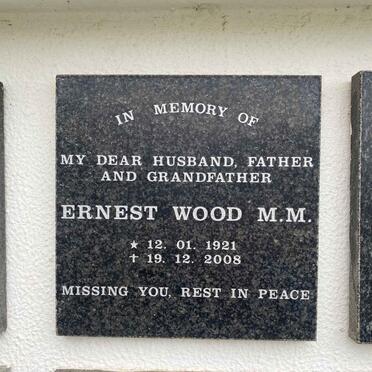 IN MEMORY OF
MY DEAR HUSBAND, FATHER
AND GRANDFATHER
ERNEST WOOD M.M.
★ 12. 01. 1921
✝ 19. 12. 2008
MISSING YOU, REST IN PEACE